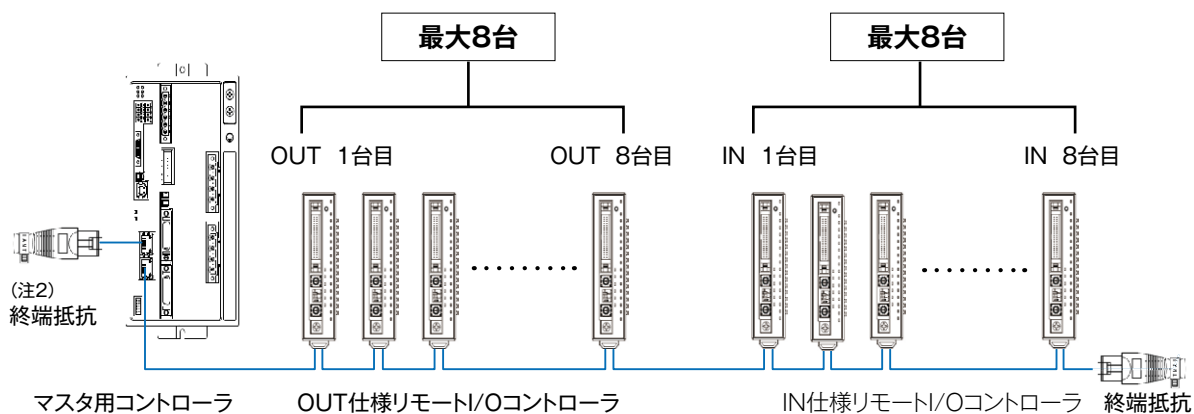 最大8台
最大8台
OUT 1台目
OUT 8台目
IN 1台目
IN 8台目
(注2)
終端抵抗
マスタ用コントローラ
OUT仕様リモートI/Oコントローラ
IN仕様リモートI/Oコントローラ
終端抵抗